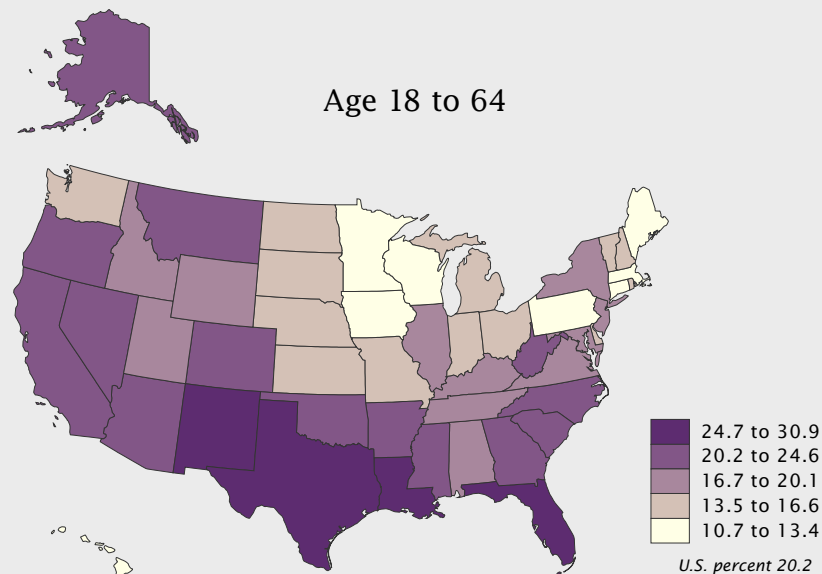 Age 18 to 64
24.7 to 30.9
20.2 to 24.6
16.7 to 20.1
13.5 to 16.6
10.7 to 13.4
U.S. percent 20.2